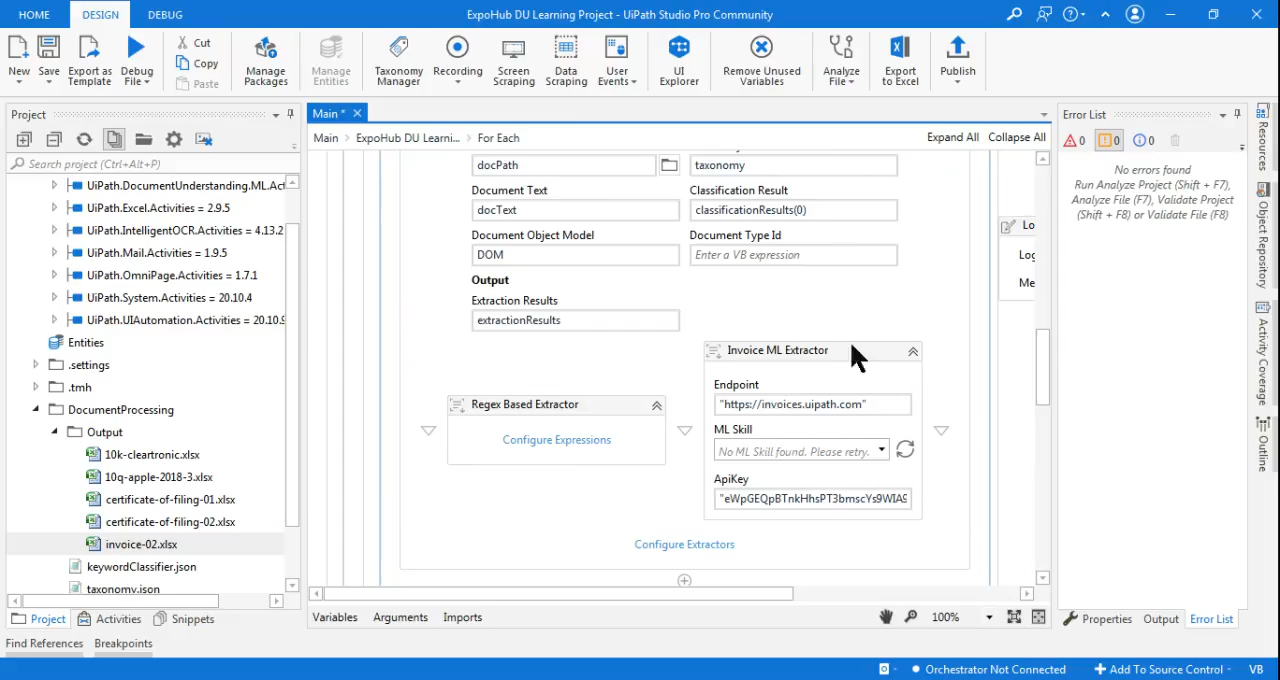 HOME DESIGN DEBUG ExpoHub DU Learning Project - UiPath Studio Pro Community
New Save Export as Template Debug File Cut Copy Paste Manage Packages Manage Entities Taxonomy Manager Recording Screen Scraping Data Scraping User Events UI Explorer Remove Unused Variables Analyze File Export to Excel Publish
Project
Search project (Ctrl+Alt+P)
UiPath.DocumentUnderstanding.ML.Act
UiPath.Excel.Activities = 2.9.5
UiPath.IntelligentOCR.Activities = 4.13.2
UiPath.Mail.Activities = 1.9.5
UiPath.OmniPage.Activities = 1.7.1
UiPath.System.Activities = 20.10.4
UiPath.UIAutomation.Activities = 20.10.9
Entities
.settings
.tmh
DocumentProcessing
Output
10k-cleartronic.xlsx
10q-apple-2018-3.xlsx
certificate-of-filing-01.xlsx
certificate-of-filing-02.xlsx
invoice-02.xlsx
keywordClassifier.json
taxonomy.json
Project Activities Snippets
Find References Breakpoints
Main *
Main ExpoHub DU Learni... For Each Expand All Collapse All
docPath taxonomy
Document Text Classification Result
docText classificationResults(0)
Document Object Model Document Type Id
DOM Enter a VB expression
Output
Extraction Results
extractionResults
Regex Based Extractor
Configure Expressions
Invoice ML Extractor
Endpoint
"https://invoices.uipath.com"
ML Skill
No ML Skill found. Please retry.
ApiKey
Configure Extractors
Lo
Log
Me
Variables Arguments Imports 100%
Error List
0 0 0
No errors found
Run Analyze Project (Shift + F7),
Analyze File (F7), Validate Project
(Shift + F8) or Validate File (F8)
Properties Output Error List
Resources
Object Repository
Activity Coverage
Outline
Orchestrator Not Connected Add To Source Control VB